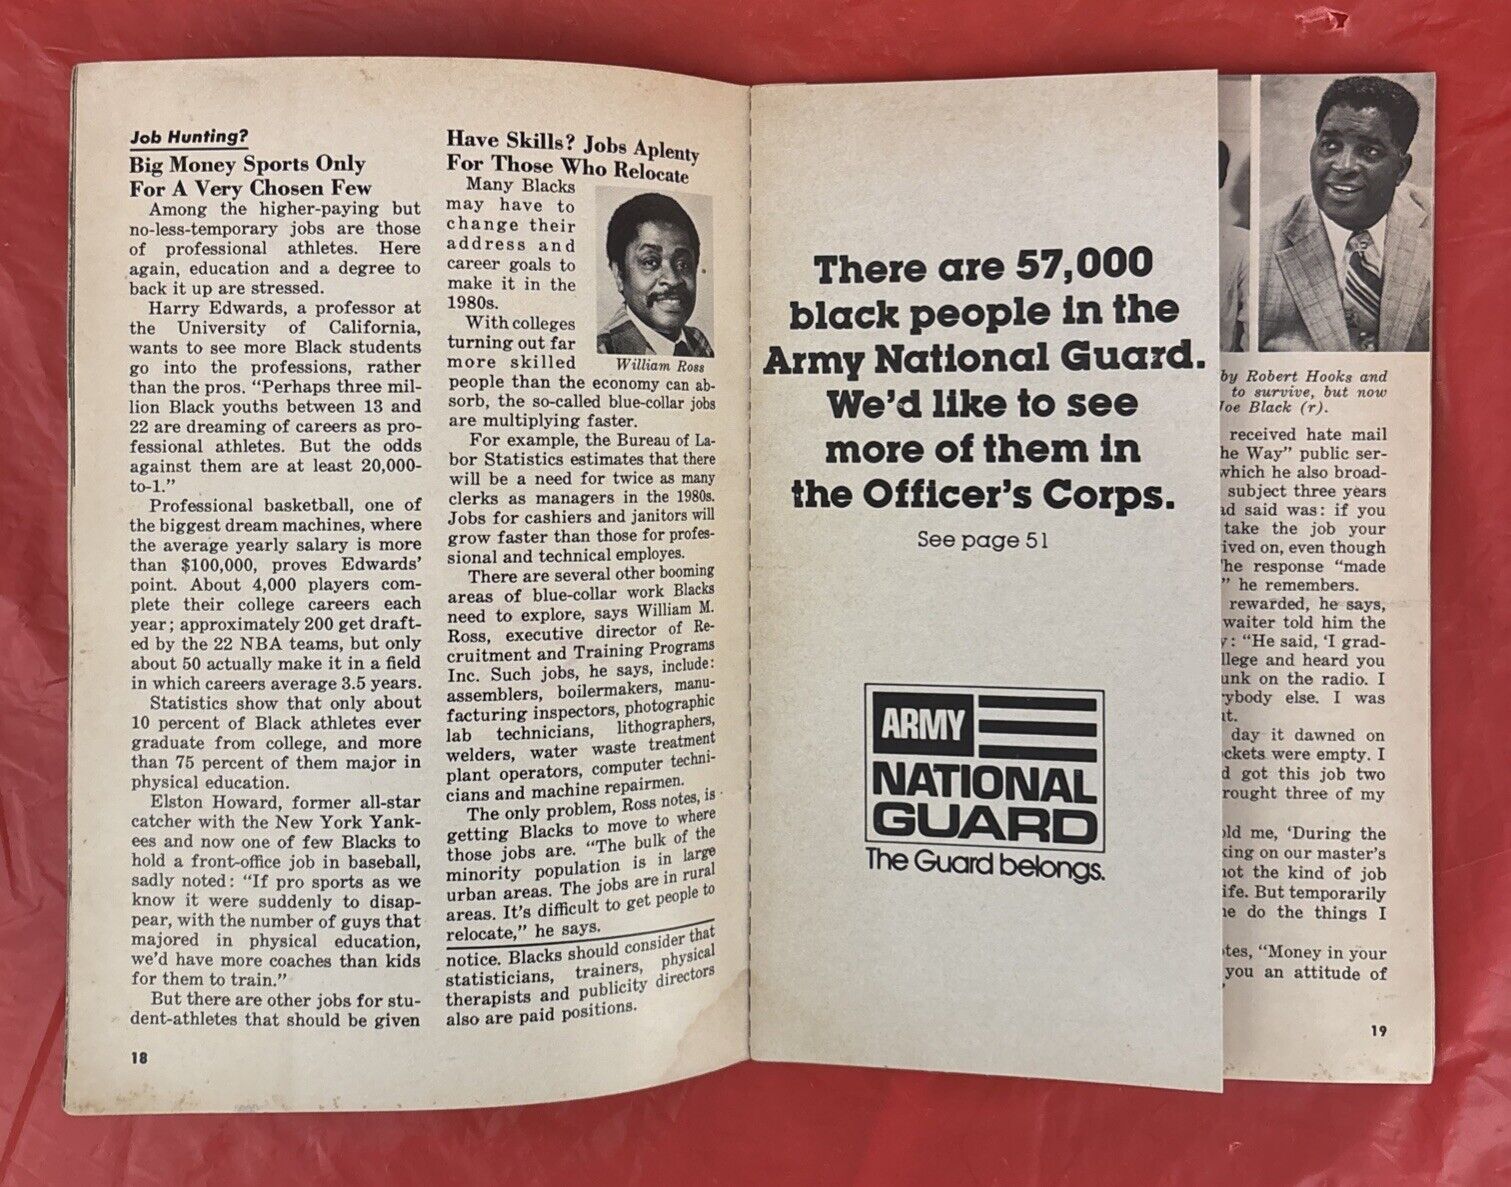 Job Hunting?
Big Money Sports Only
For A Very Chosen Few
Among the higher-paying but
no-less-temporary jobs are those
of professional athletes. Here
again, education and a degree to
back it up are stressed.
Harry Edwards, a professor at
the University of California,
wants to see more Black students
go into the professions, rather
than the pros. “Perhaps three mil-
lion Black youths between 13 and
22 are dreaming of careers as pro-
fessional athletes. But the odds
against them are at least 20,000-
to-1.”
Professional basketball, one of
the biggest dream machines, where
the average yearly salary is more
than $100,000, proves Edwards’
point. About 4,000 players com-
plete their college careers each
year; approximately 200 get draft-
ed by the 22 NBA teams, but only
about 50 actually make it in a field
in which careers average 3.5 years.
Statistics show that only about
10 percent of Black athletes ever
graduate from college, and more
than 75 percent of them major in
physical education.
Elston Howard, former all-star
catcher with the New York Yank-
ees and now one of few Blacks to
hold a front-office job in baseball,
sadly noted: “If pro sports as we
know it were suddenly to disap-
pear, with the number of guys that
majored in physical education,
we’d have more coaches than kids
for them to train.”
But there are other jobs for stu-
dent-athletes that should be given
18
Have Skills? Jobs Aplenty
For Those Who Relocate
Many Blacks
may have to
change their
address and
career goals to
make it in the
1980s.
With colleges
turning out far
more skilled
William Ross
people than the economy can ab-
sorb, the so-called blue-collar jobs
are multiplying faster.
For example, the Bureau of La-
bor Statistics estimates that there
will be a need for twice as many
clerks as managers in the 1980s.
Jobs for cashiers and janitors will
grow faster than those for profes-
sional and technical employes.
There are several other booming
areas of blue-collar work Blacks
need to explore, says William M.
Ross, executive director of Re-
cruitment and Training Programs
Inc. Such jobs, he says, include:
assemblers, boilermakers, manu-
facturing inspectors, photographic
lab technicians, lithographers,
welders, water waste treatment
plant operators, computer techni-
cians and machine repairmen.
The only problem, Ross notes, is
getting Blacks to move to where
those jobs are. “The bulk of the
minority population is in large
urban areas. The jobs are in rural
areas. It’s difficult to get people to
relocate,” he says.
notice. Blacks should consider that
statisticians, trainers, physical
therapists and publicity directors
also are paid positions.
There are 57,000
black people in the
Army National Guard.
We’d like to see
more of them in
the Officer’s Corps.
See page 51
ARMY
NATIONAL
GUARD
The Guard belongs.
by Robert Hooks and
to survive, but now
Joe Black (r).
received hate mail
he Way” public ser-
which he also broad-
subject three years
said was: if you
take the job your
ived on, even though
he response “made
” he remembers.
rewarded, he says,
waiter told him the
: “He said, ‘I grad-
llege and heard you
unk on the radio. I
rybody else. I was
day it dawned on
ckets were empty. I
got this job two
rought three of my
old me, ‘During the
king on our master’s
not the kind of job
ife. But temporarily
do the things I
tes, “Money in your
you an attitude of
19